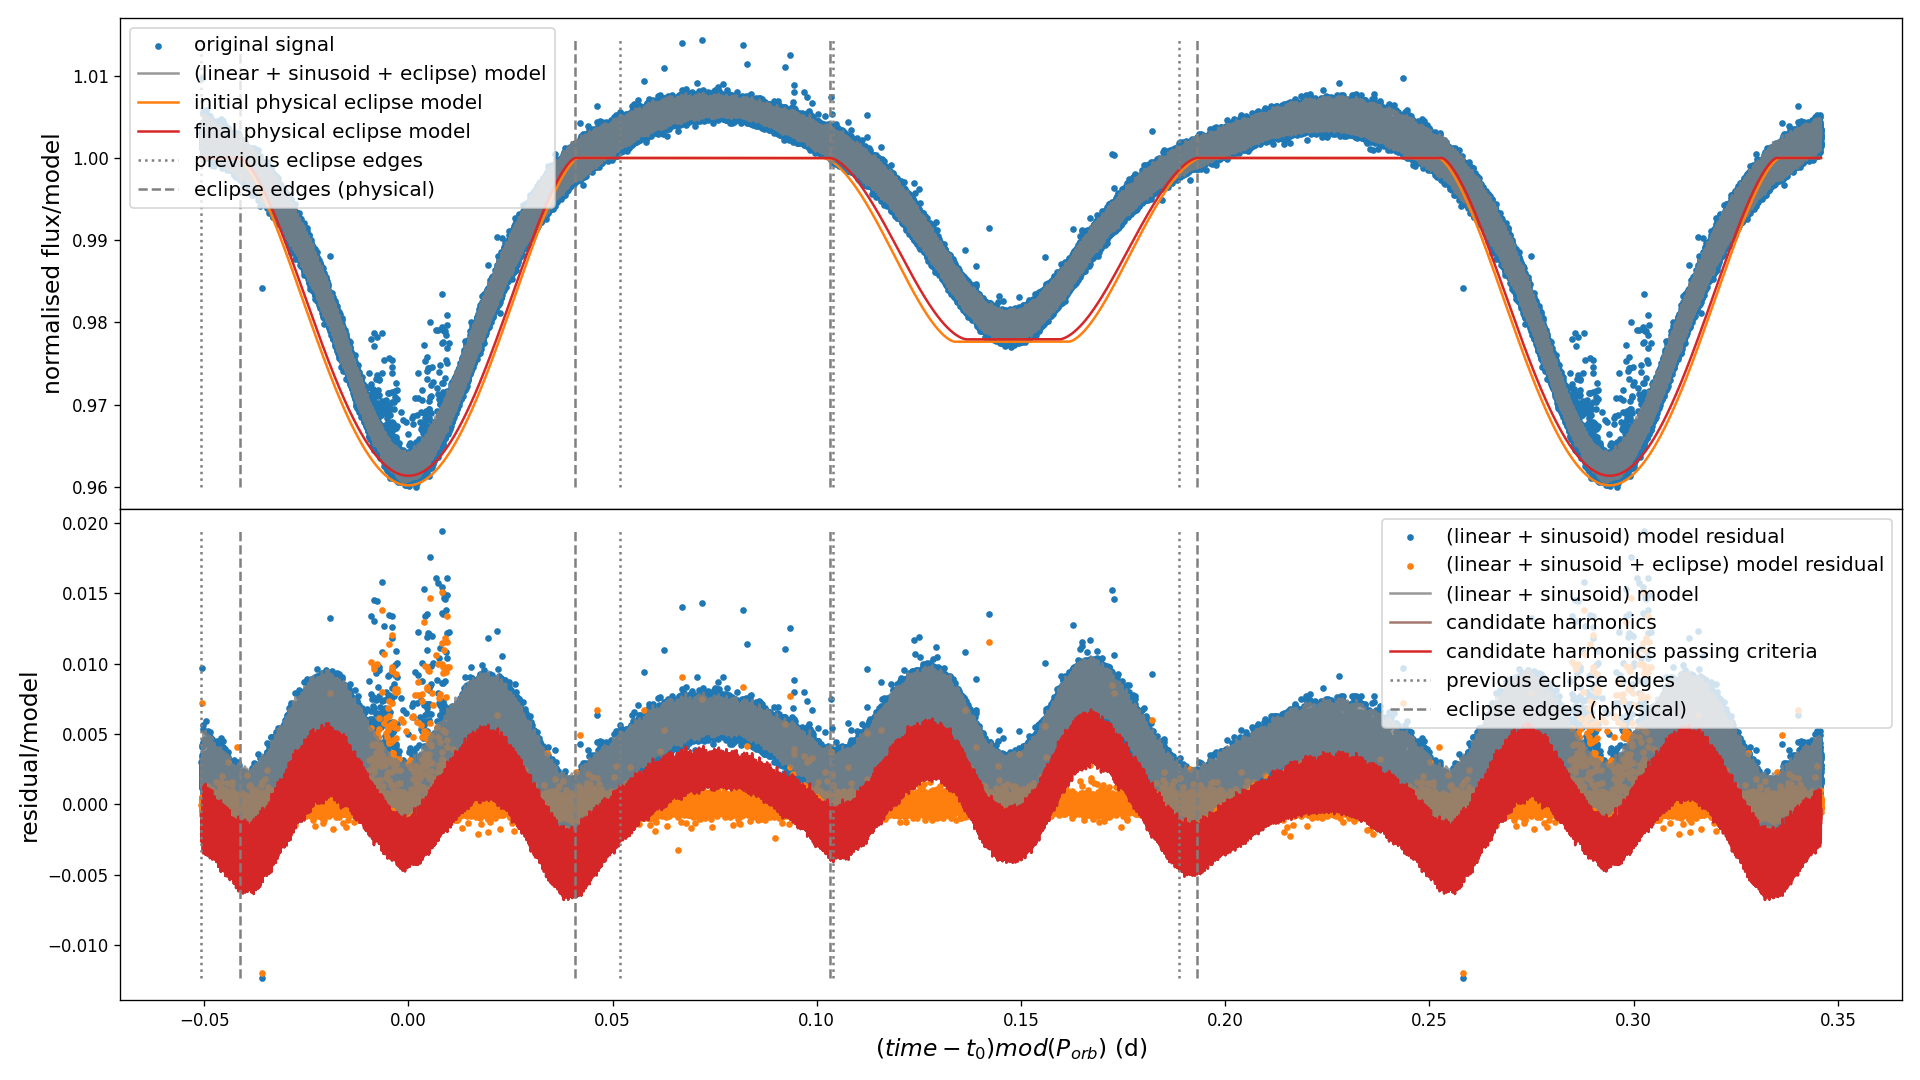 original signal
(linear + sinusoid + eclipse) model
initial physical eclipse model
final physical eclipse model
previous eclipse edges
eclipse edges (physical)
normalised flux/model
1.01
1.00
0.99
0.98
0.97
0.96
(linear + sinusoid) model residual
(linear + sinusoid + eclipse) model residual
(linear + sinusoid) model
candidate harmonics
candidate harmonics passing criteria
previous eclipse edges
eclipse edges (physical)
residual/model
0.020
0.015
0.010
0.005
0.000
−0.005
−0.010
−0.05 0.00 0.05 0.10 0.15 0.20 0.25 0.30 0.35
(time − t₀)mod(P_orb) (d)